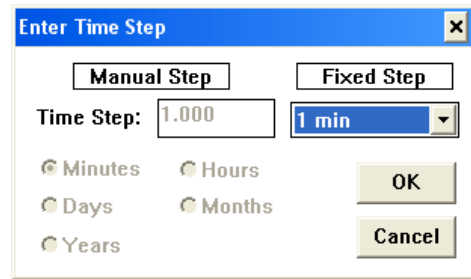 Enter Time Step
Manual Step Fixed Step
Time Step: 1.000 1 min
Minutes Hours
Days Months
Years
OK
Cancel